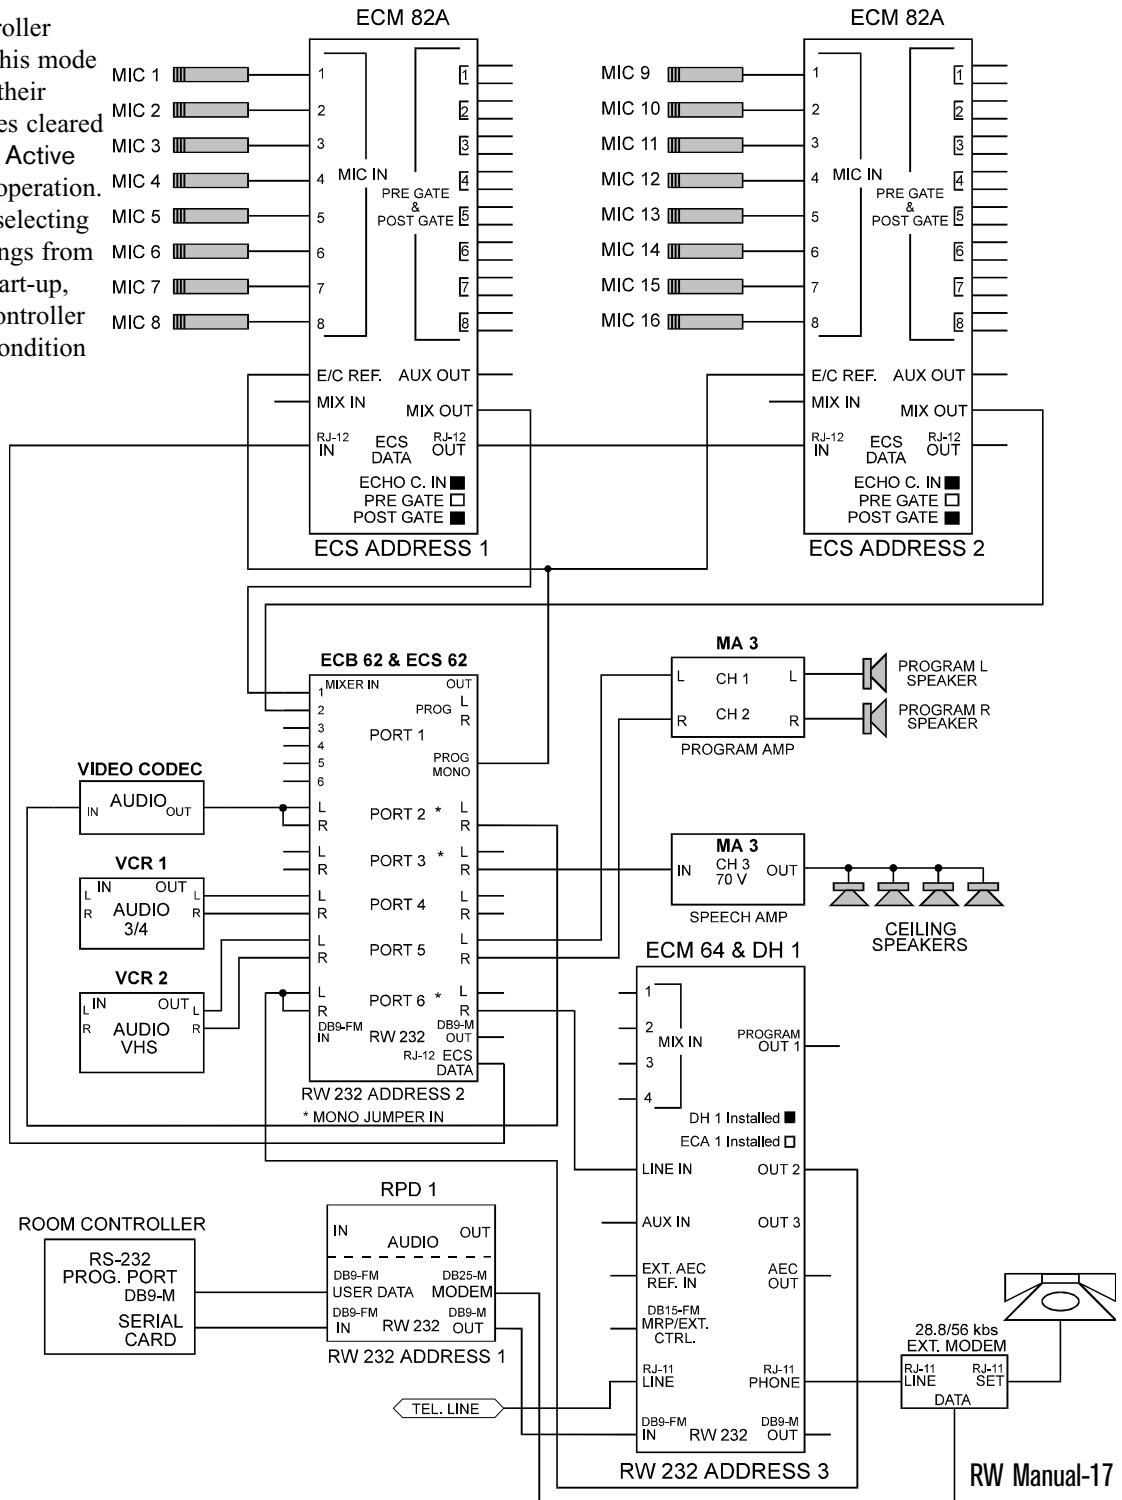 oller
his mode
their
es cleared
Active
operation.
selecting
ngs from
art-up,
ontroller
ondition
ECM 82A
MIC 1
MIC 2
MIC 3
MIC 4
MIC 5
MIC 6
MIC 7
MIC 8
1
2
3
4
5
6
7
8
MIC IN
PRE GATE
&
POST GATE
1
2
3
4
5
6
7
8
E/C REF.
AUX OUT
MIX IN
MIX OUT
RJ-12
IN
ECS
DATA
RJ-12
OUT
ECHO C. IN
PRE GATE
POST GATE
ECS ADDRESS 1
ECM 82A
MIC 9
MIC 10
MIC 11
MIC 12
MIC 13
MIC 14
MIC 15
MIC 16
1
2
3
4
5
6
7
8
MIC IN
PRE GATE
&
POST GATE
1
2
3
4
5
6
7
8
E/C REF.
AUX OUT
MIX IN
MIX OUT
RJ-12
IN
ECS
DATA
RJ-12
OUT
ECHO C. IN
PRE GATE
POST GATE
ECS ADDRESS 2
ECB 62 & ECS 62
MIXER IN
OUT
1
2
3
4
5
6
PROG
L
R
PORT 1
PROG
MONO
L
R
PORT 2 *
L
R
L
R
PORT 3 *
L
R
L
R
PORT 4
L
R
L
R
PORT 5
L
R
L
R
PORT 6 *
L
R
DB9-FM
IN
RW 232
DB9-M
OUT
RJ-12 ECS
DATA
RW 232 ADDRESS 2
* MONO JUMPER IN
VIDEO CODEC
IN
AUDIO
OUT
VCR 1
IN
OUT
L
R
AUDIO
3/4
L
R
VCR 2
IN
OUT
L
R
AUDIO
VHS
L
R
MA 3
L
CH 1
L
R
CH 2
R
PROGRAM AMP
PROGRAM L
SPEAKER
PROGRAM R
SPEAKER
MA 3
IN
CH 3
70 V
OUT
SPEECH AMP
CEILING
SPEAKERS
ECM 64 & DH 1
1
2
3
4
MIX IN
PROGRAM
OUT 1
DH 1 Installed
ECA 1 Installed
LINE IN
OUT 2
AUX IN
OUT 3
EXT. AEC
REF. IN
AEC
OUT
DB15-FM
MRP/EXT.
CTRL.
RJ-11
LINE
RJ-11
PHONE
DB9-FM
IN
RW 232
DB9-M
OUT
RW 232 ADDRESS 3
RPD 1
IN
AUDIO
OUT
DB9-FM
USER DATA
DB25-M
MODEM
DB9-FM
IN
RW 232
DB9-M
OUT
RW 232 ADDRESS 1
ROOM CONTROLLER
RS-232
PROG. PORT
DB9-M
SERIAL
CARD
TEL. LINE
28.8/56 kbs
EXT. MODEM
RJ-11
LINE
RJ-11
SET
DATA
RW Manual-17